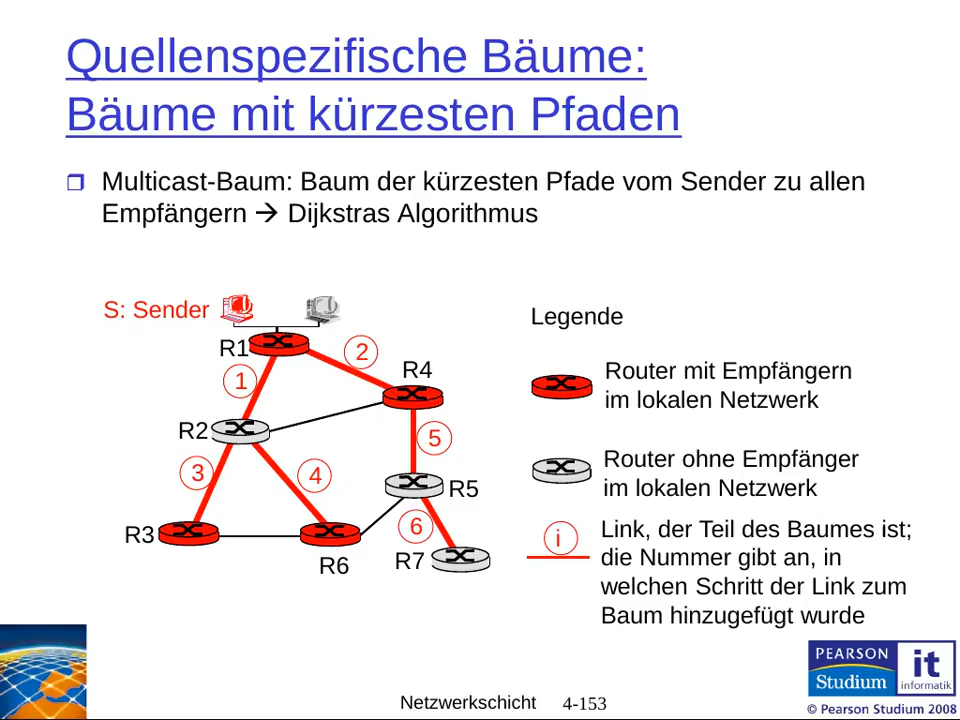 Quellenspezifische Bäume:
Bäume mit kürzesten Pfaden
Multicast-Baum: Baum der kürzesten Pfade vom Sender zu allen
Empfängern → Dijkstras Algorithmus
S: Sender
Legende
R1
2
R4
1
Router mit Empfängern
im lokalen Netzwerk
R2
5
3
4
Router ohne Empfänger
im lokalen Netzwerk
R5
R3
6
R6
R7
i
Link, der Teil des Baumes ist;
die Nummer gibt an, in
welchen Schritt der Link zum
Baum hinzugefügt wurde
PEARSON
Studium
it
informatik
© Pearson Studium 2008
Netzwerkschicht 4-153